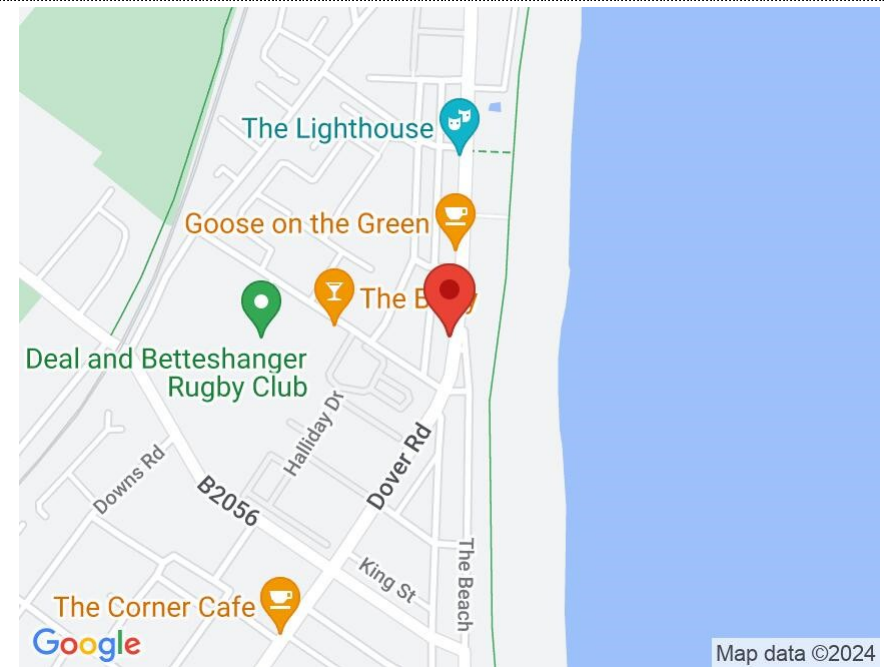 The Lighthouse
Goose on the Green
The B
Deal and Betteshanger
Rugby Club
Halliday Dr
Dover Rd
Downs Rd
B2056
King St
The Beach
The Corner Cafe
Google
Map data ©2024